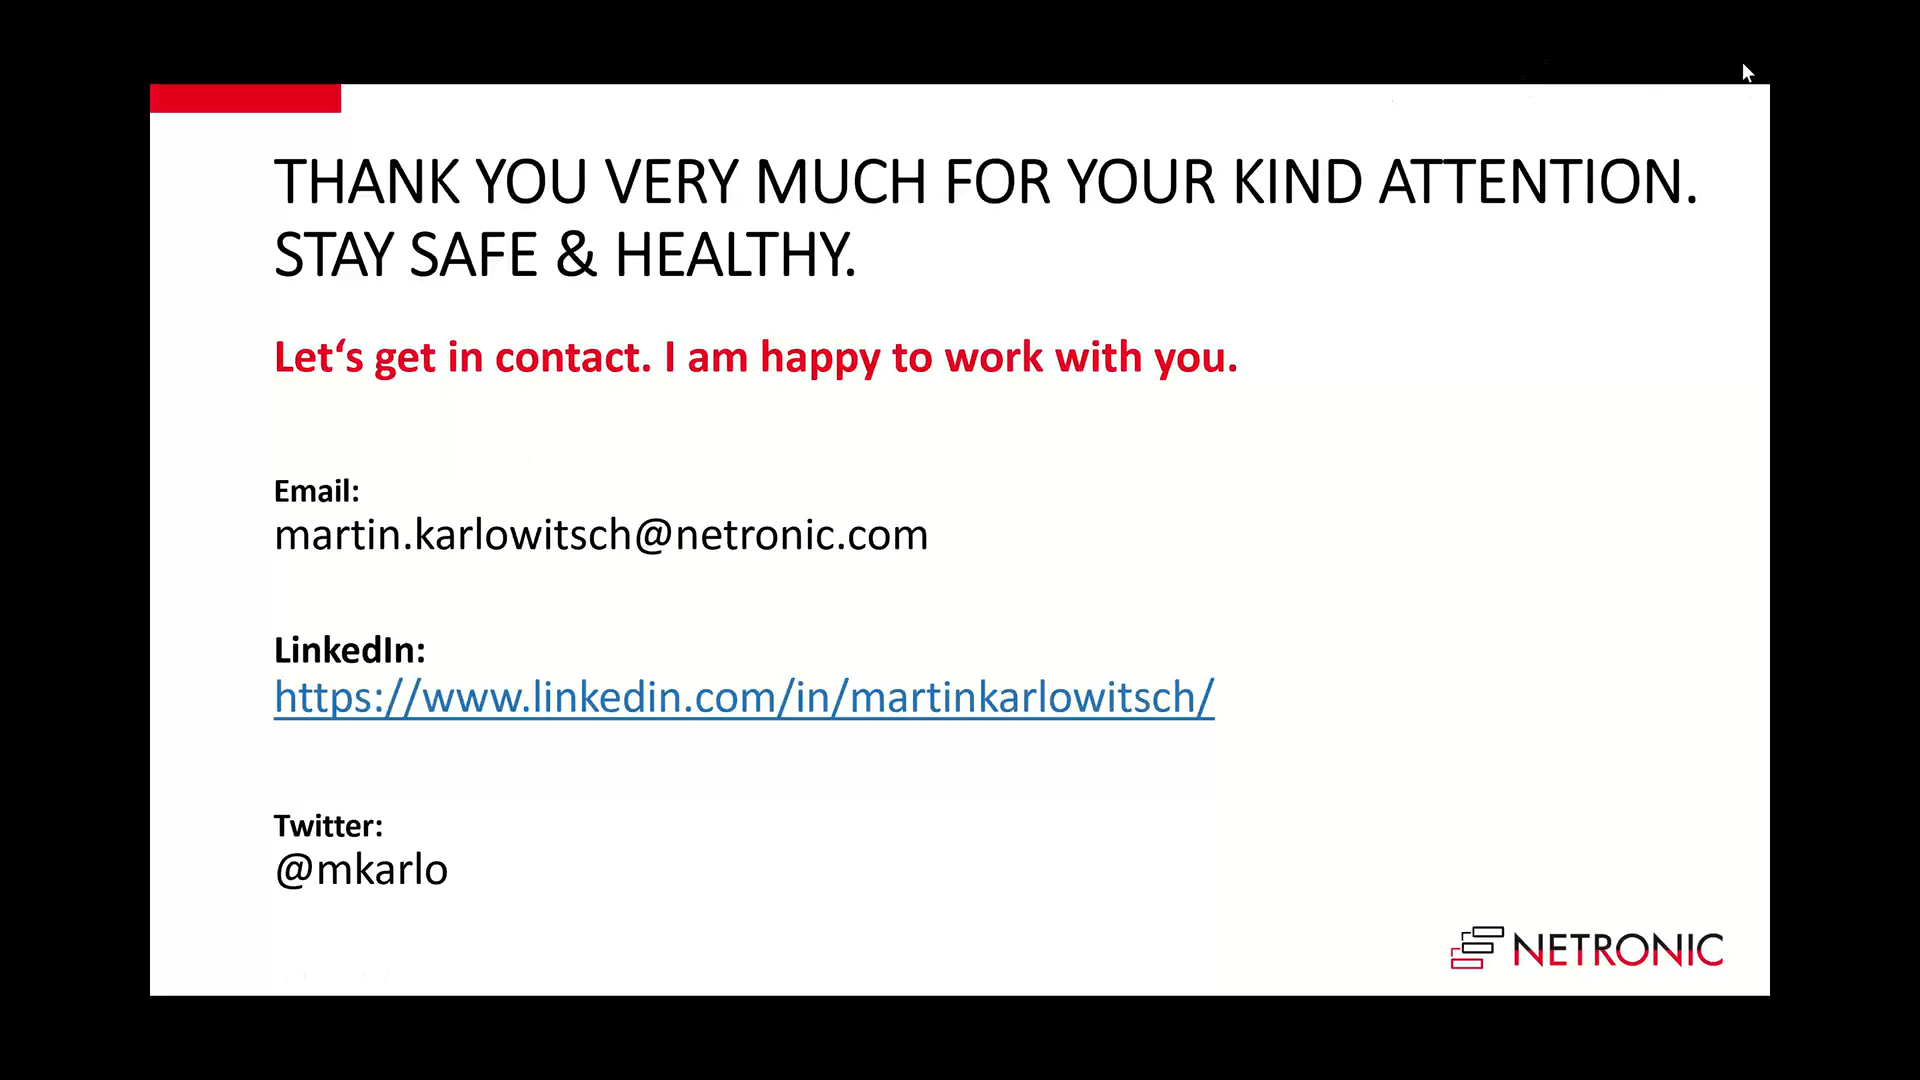 THANK YOU VERY MUCH FOR YOUR KIND ATTENTION.
STAY SAFE & HEALTHY.
Let‘s get in contact. I am happy to work with you.
Email:
martin.karlowitsch@netronic.com
LinkedIn:
https://www.linkedin.com/in/martinkarlowitsch/
Twitter:
@mkarlo
NETRONIC